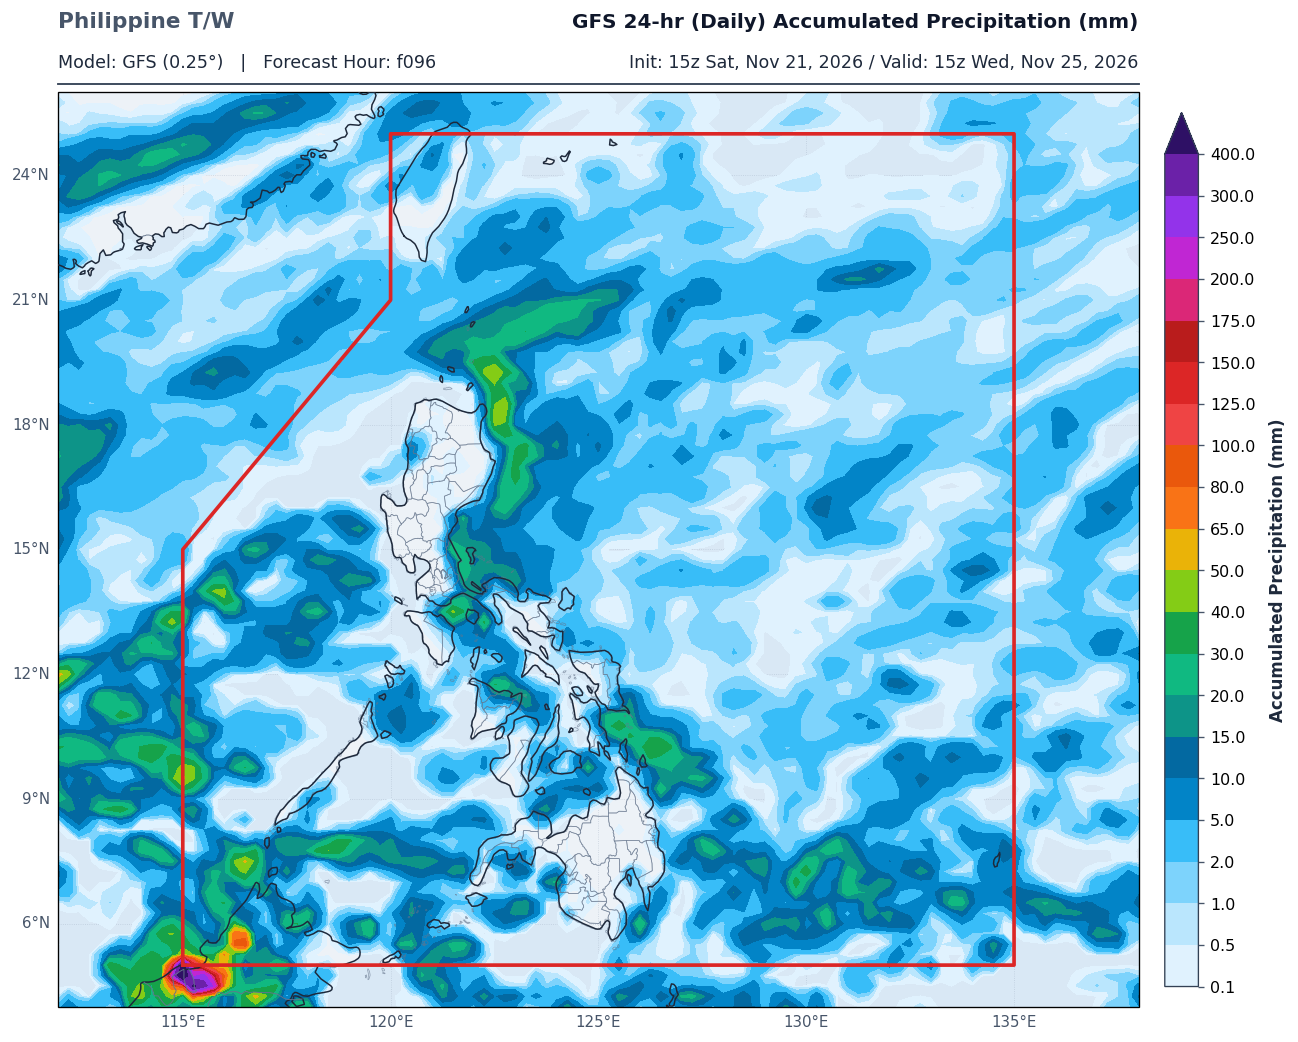 Philippine T/W
GFS 24-hr (Daily) Accumulated Precipitation (mm)
Model: GFS (0.25°) | Forecast Hour: f096
Init: 15z Sat, Nov 21, 2026 / Valid: 15z Wed, Nov 25, 2026
24°N
21°N
18°N
15°N
12°N
9°N
6°N
115°E
120°E
125°E
130°E
135°E
400.0
300.0
250.0
200.0
175.0
150.0
125.0
100.0
80.0
65.0
50.0
40.0
30.0
20.0
15.0
10.0
5.0
2.0
1.0
0.5
0.1
Accumulated Precipitation (mm)